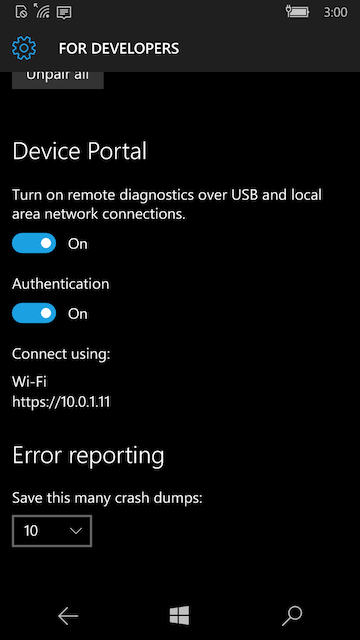 3:00
FOR DEVELOPERS
Unpair all
Device Portal
Turn on remote diagnostics over USB and local
area network connections.
On
Authentication
On
Connect using:
Wi-Fi
https://10.0.1.11
Error reporting
Save this many crash dumps:
10